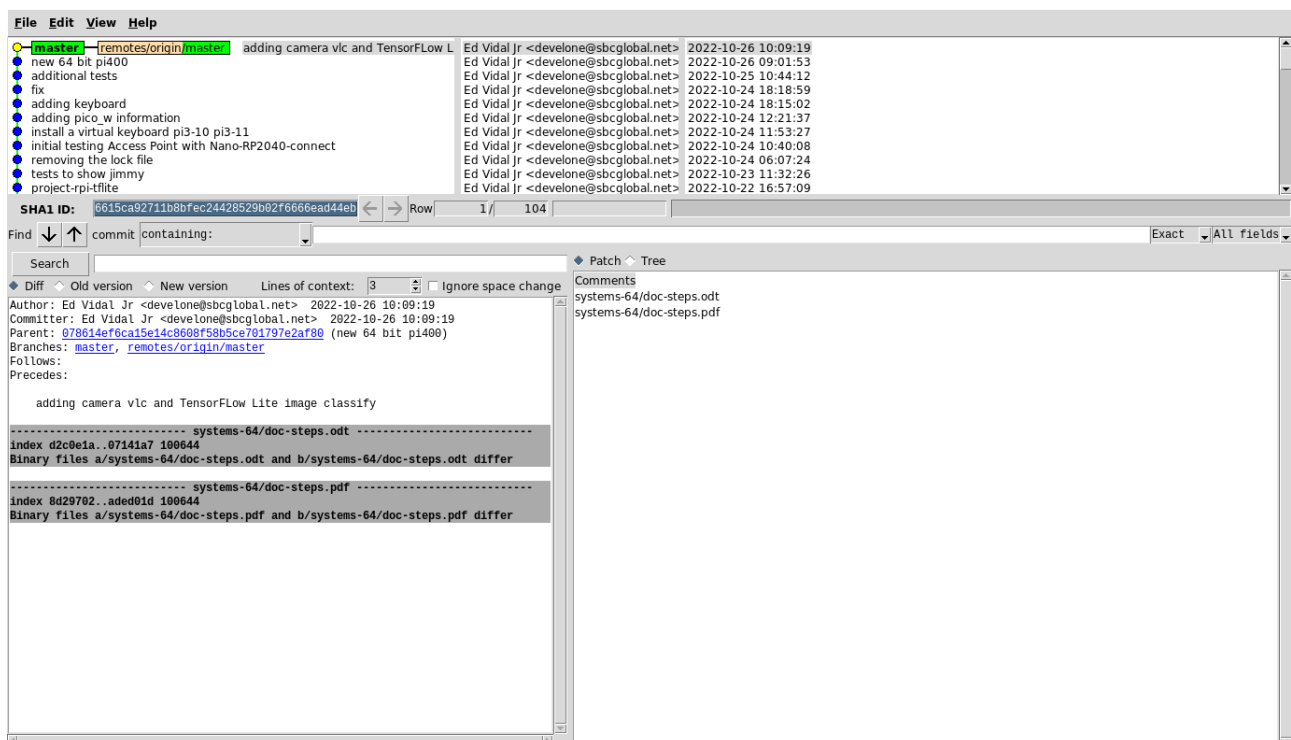 File Edit View Help
master remotes/origin/master adding camera vlc and TensorFLow L Ed Vidal Jr <develone@sbcglobal.net> 2022-10-26 10:09:19
new 64 bit pi400 Ed Vidal Jr <develone@sbcglobal.net> 2022-10-26 09:01:53
additional tests Ed Vidal Jr <develone@sbcglobal.net> 2022-10-25 10:44:12
fix Ed Vidal Jr <develone@sbcglobal.net> 2022-10-24 18:18:59
adding keyboard Ed Vidal Jr <develone@sbcglobal.net> 2022-10-24 18:15:02
adding pico_w information Ed Vidal Jr <develone@sbcglobal.net> 2022-10-24 12:21:37
install a virtual keyboard pi3-10 pi3-11 Ed Vidal Jr <develone@sbcglobal.net> 2022-10-24 11:53:27
initial testing Access Point with Nano-RP2040-connect Ed Vidal Jr <develone@sbcglobal.net> 2022-10-24 10:40:08
removing the lock file Ed Vidal Jr <develone@sbcglobal.net> 2022-10-24 06:07:24
tests to show jimmy Ed Vidal Jr <develone@sbcglobal.net> 2022-10-23 11:32:26
project-rpi-tflite Ed Vidal Jr <develone@sbcglobal.net> 2022-10-22 16:57:09
SHA1 ID: 6615ca92711b8bfec24428529b02f6666ead44eb Row 1 / 104
Find commit containing: Exact All fields
Search
Patch Tree
Diff Old version New version Lines of context: 3 Ignore space change
Comments
systems-64/doc-steps.odt
systems-64/doc-steps.pdf
Author: Ed Vidal Jr <develone@sbcglobal.net> 2022-10-26 10:09:19
Committer: Ed Vidal Jr <develone@sbcglobal.net> 2022-10-26 10:09:19
Parent: 078614ef6ca15e14c8608f58b5ce701797e2af80 (new 64 bit pi400)
Branches: master, remotes/origin/master
Follows:
Precedes:
adding camera vlc and TensorFLow Lite image classify
-------------------------- systems-64/doc-steps.odt --------------------------
index d2c0e1a..07141a7 100644
Binary files a/systems-64/doc-steps.odt and b/systems-64/doc-steps.odt differ
-------------------------- systems-64/doc-steps.pdf --------------------------
index 8d29702..aded01d 100644
Binary files a/systems-64/doc-steps.pdf and b/systems-64/doc-steps.pdf differ